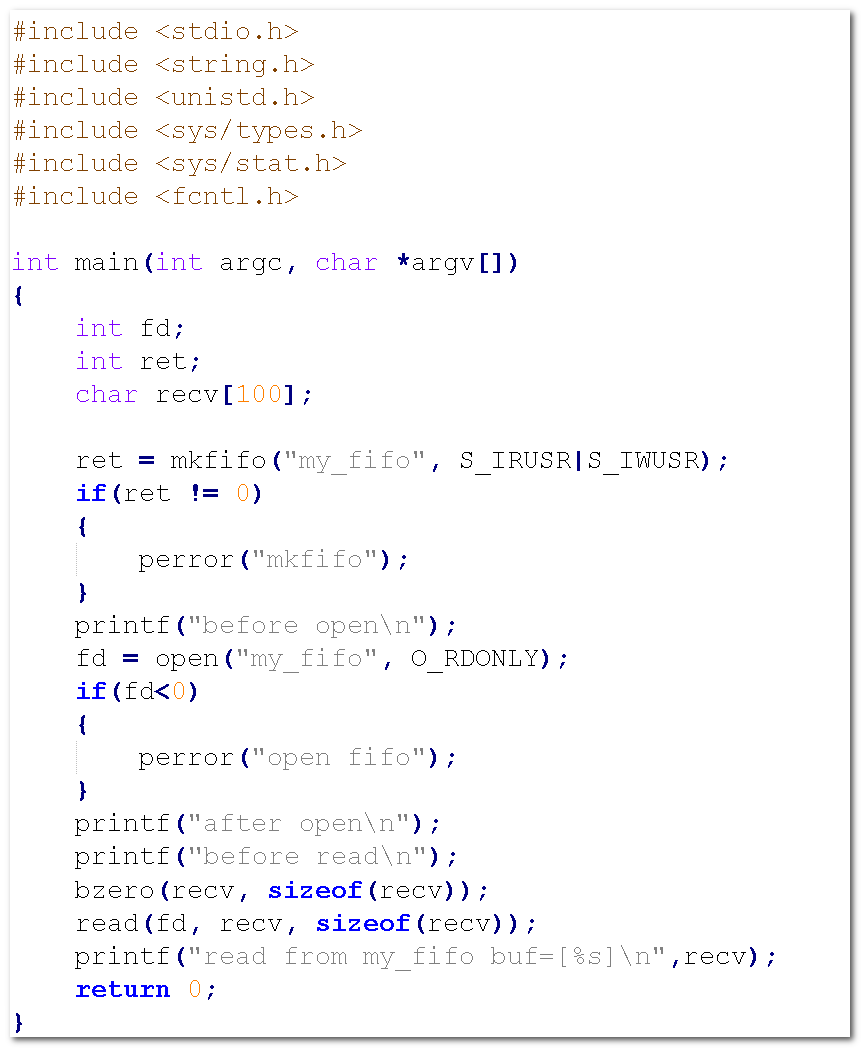 #include <stdio.h>
#include <string.h>
#include <unistd.h>
#include <sys/types.h>
#include <sys/stat.h>
#include <fcntl.h>

int main(int argc, char *argv[])
{
    int fd;
    int ret;
    char recv[100];

    ret = mkfifo("my_fifo", S_IRUSR|S_IWUSR);
    if(ret != 0)
    {
        perror("mkfifo");
    }
    printf("before open\n");
    fd = open("my_fifo", O_RDONLY);
    if(fd<0)
    {
        perror("open fifo");
    }
    printf("after open\n");
    printf("before read\n");
    bzero(recv, sizeof(recv));
    read(fd, recv, sizeof(recv));
    printf("read from my_fifo buf=[%s]\n",recv);
    return 0;
}